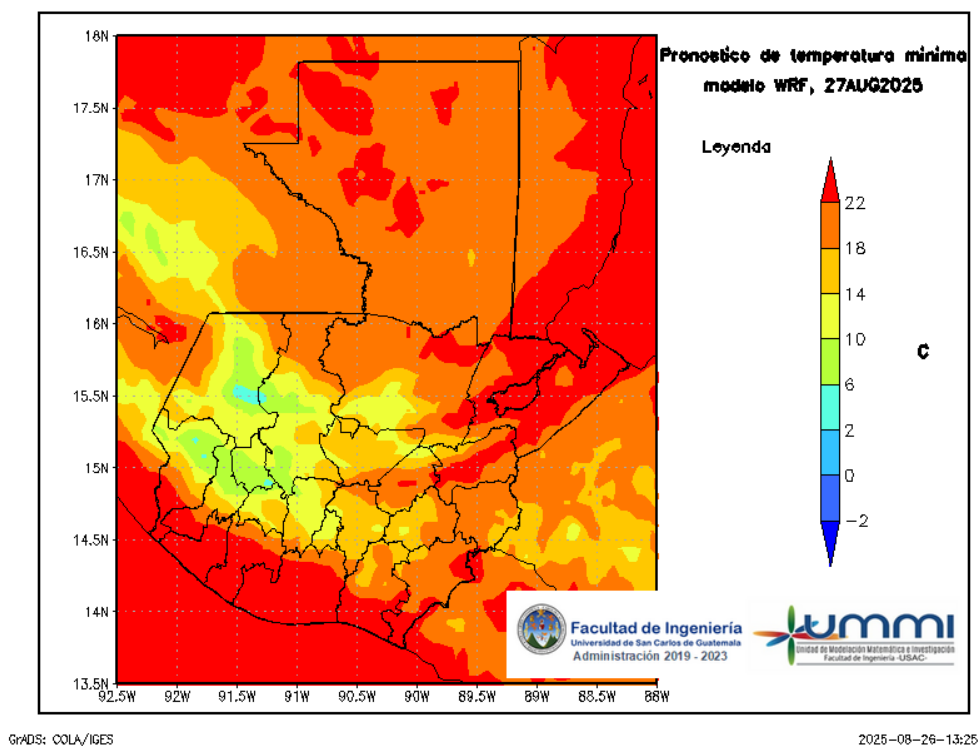 Pronostico de temperatura minima
modelo WRF, 27AUG2025
Leyenda
22
18
14
10
6
2
0
−2
C
18N
17.5N
17N
16.5N
16N
15.5N
15N
14.5N
14N
13.5N
92.5W 92W 91.5W 91W 90.5W 90W 89.5W 89W 88.5W 88W
Facultad de Ingeniería
Universidad de San Carlos de Guatemala
Administración 2019 - 2023
ummi
Unidad de Modelación Matemática e Investigación
Facultad de Ingeniería -USAC-
GrADS: COLA/IGES
2025-08-26-13:25